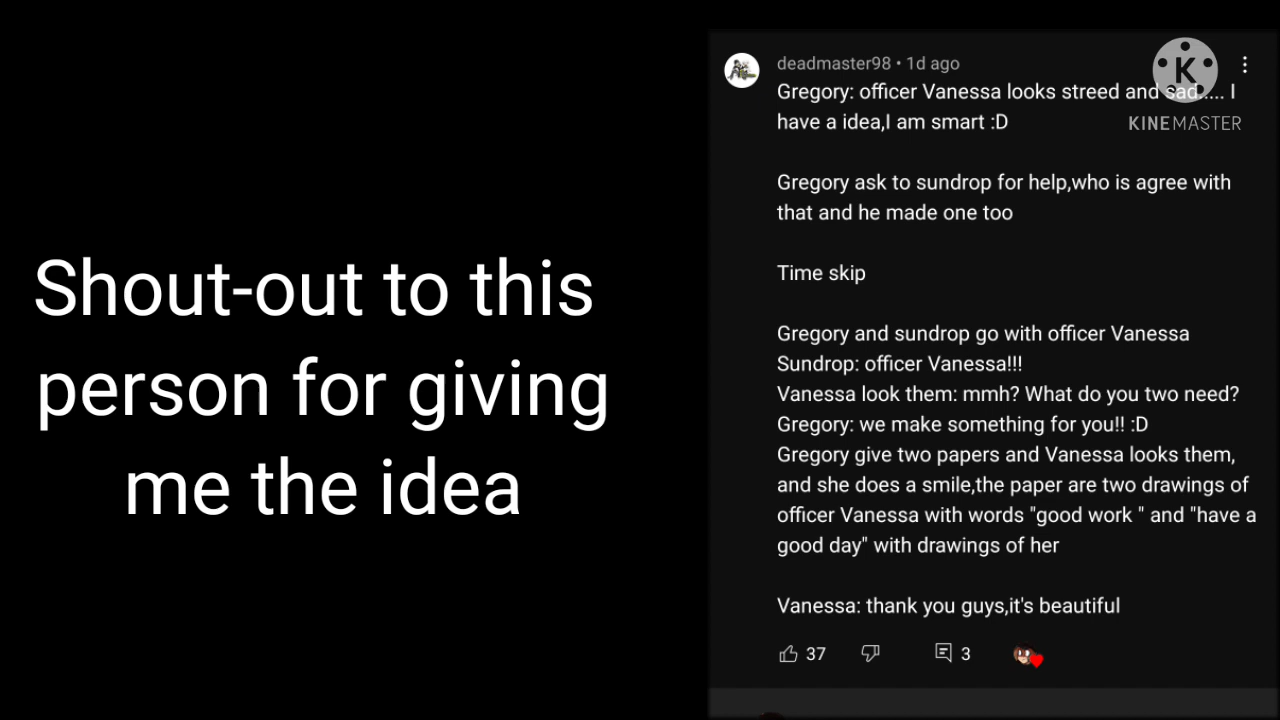 Shout-out to this
person for giving
me the idea
deadmaster98 • 1d ago
Gregory: officer Vanessa looks streed and sad..... I
have a idea,I am smart :D
Gregory ask to sundrop for help,who is agree with
that and he made one too
Time skip
Gregory and sundrop go with officer Vanessa
Sundrop: officer Vanessa!!!
Vanessa look them: mmh? What do you two need?
Gregory: we make something for you!! :D
Gregory give two papers and Vanessa looks them,
and she does a smile,the paper are two drawings of
officer Vanessa with words "good work " and "have a
good day" with drawings of her
Vanessa: thank you guys,it's beautiful
37
3
K
KINEMASTER